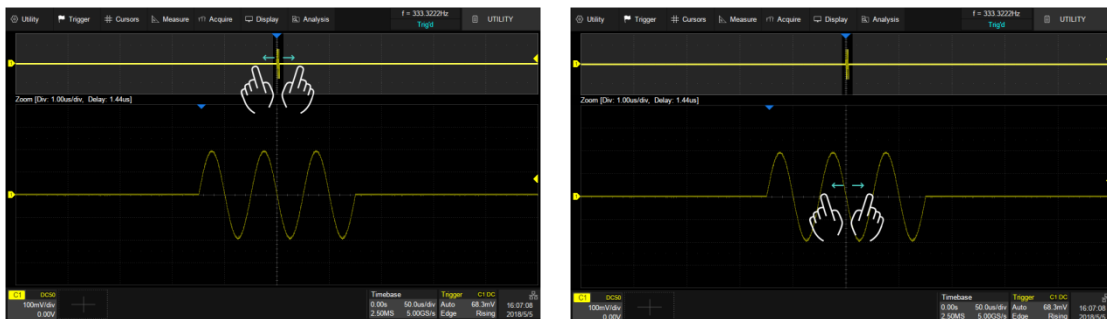 Utility Trigger Cursors Measure Acquire Display Analysis f = 333.3222Hz Trig'd UTILITY
D
Zoom [Div: 1.00us/div, Delay: 1.44us]
D
C1 DC50 Timebase Trigger C1 DC
100mV/div 0.00s 50.0us/div Auto 68.3mV 16:07:08
0.00V 2.50MS 5.00GS/s Edge Rising 2018/5/5
Utility Trigger Cursors Measure Acquire Display Analysis f = 333.3222Hz Trig'd UTILITY
D
Zoom [Div: 1.00us/div, Delay: 1.44us]
D
C1 DC50 Timebase Trigger C1 DC
100mV/div 0.00s 50.0us/div Auto 68.3mV 16:07:08
0.00V 2.50MS 5.00GS/s Edge Rising 2018/5/5